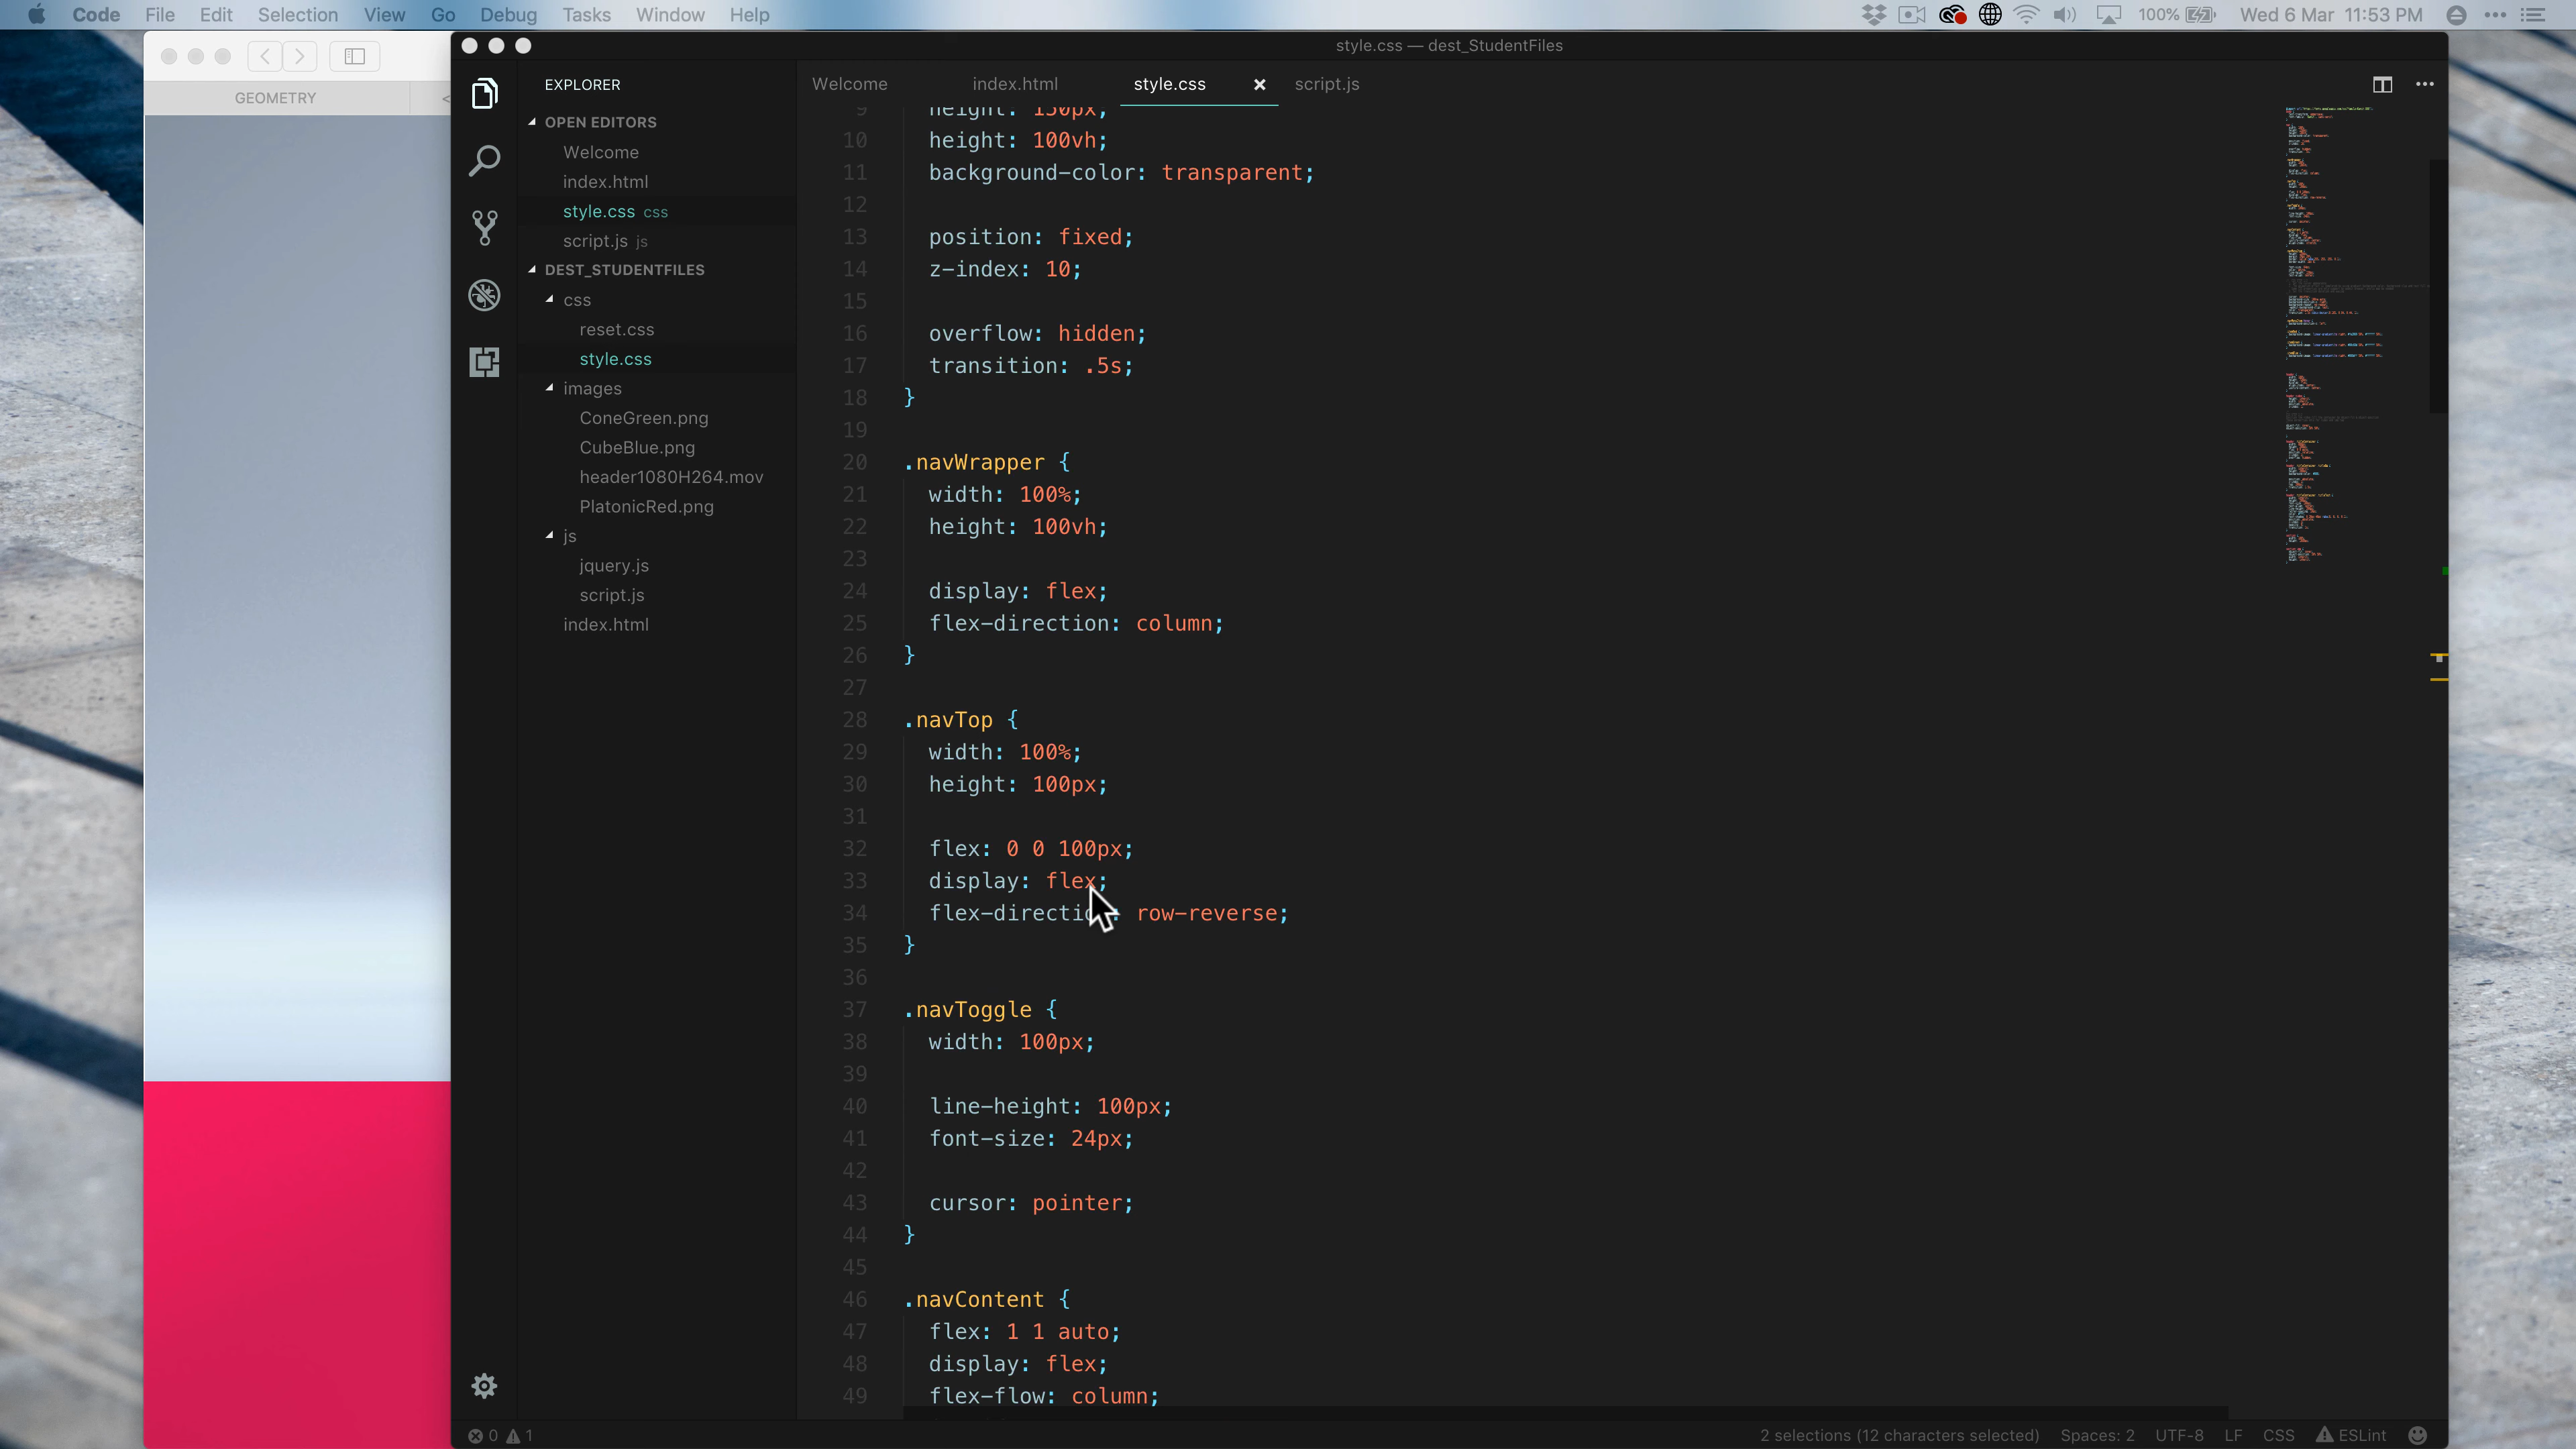 Code File Edit Selection View Go Debug Tasks Window Help
100% Wed 6 Mar 11:53 PM
GEOMETRY
<
style.css — dest_StudentFiles
EXPLORER
OPEN EDITORS
Welcome
index.html
style.css css
script.js js
DEST_STUDENTFILES
css
reset.css
style.css
images
ConeGreen.png
CubeBlue.png
header1080H264.mov
PlatonicRed.png
js
jquery.js
script.js
index.html
Welcome index.html style.css script.js
9 height: 150px;
10 height: 100vh;
11 background-color: transparent;
12
13 position: fixed;
14 z-index: 10;
15
16 overflow: hidden;
17 transition: .5s;
18 }
19
20 .navWrapper {
21 width: 100%;
22 height: 100vh;
23
24 display: flex;
25 flex-direction: column;
26 }
27
28 .navTop {
29 width: 100%;
30 height: 100px;
31
32 flex: 0 0 100px;
33 display: flex;
34 flex-direction: row-reverse;
35 }
36
37 .navToggle {
38 width: 100px;
39
40 line-height: 100px;
41 font-size: 24px;
42
43 cursor: pointer;
44 }
45
46 .navContent {
47 flex: 1 1 auto;
48 display: flex;
49 flex-flow: column;
0 1
2 selections (12 characters selected) Spaces: 2 UTF-8 LF CSS ESLint